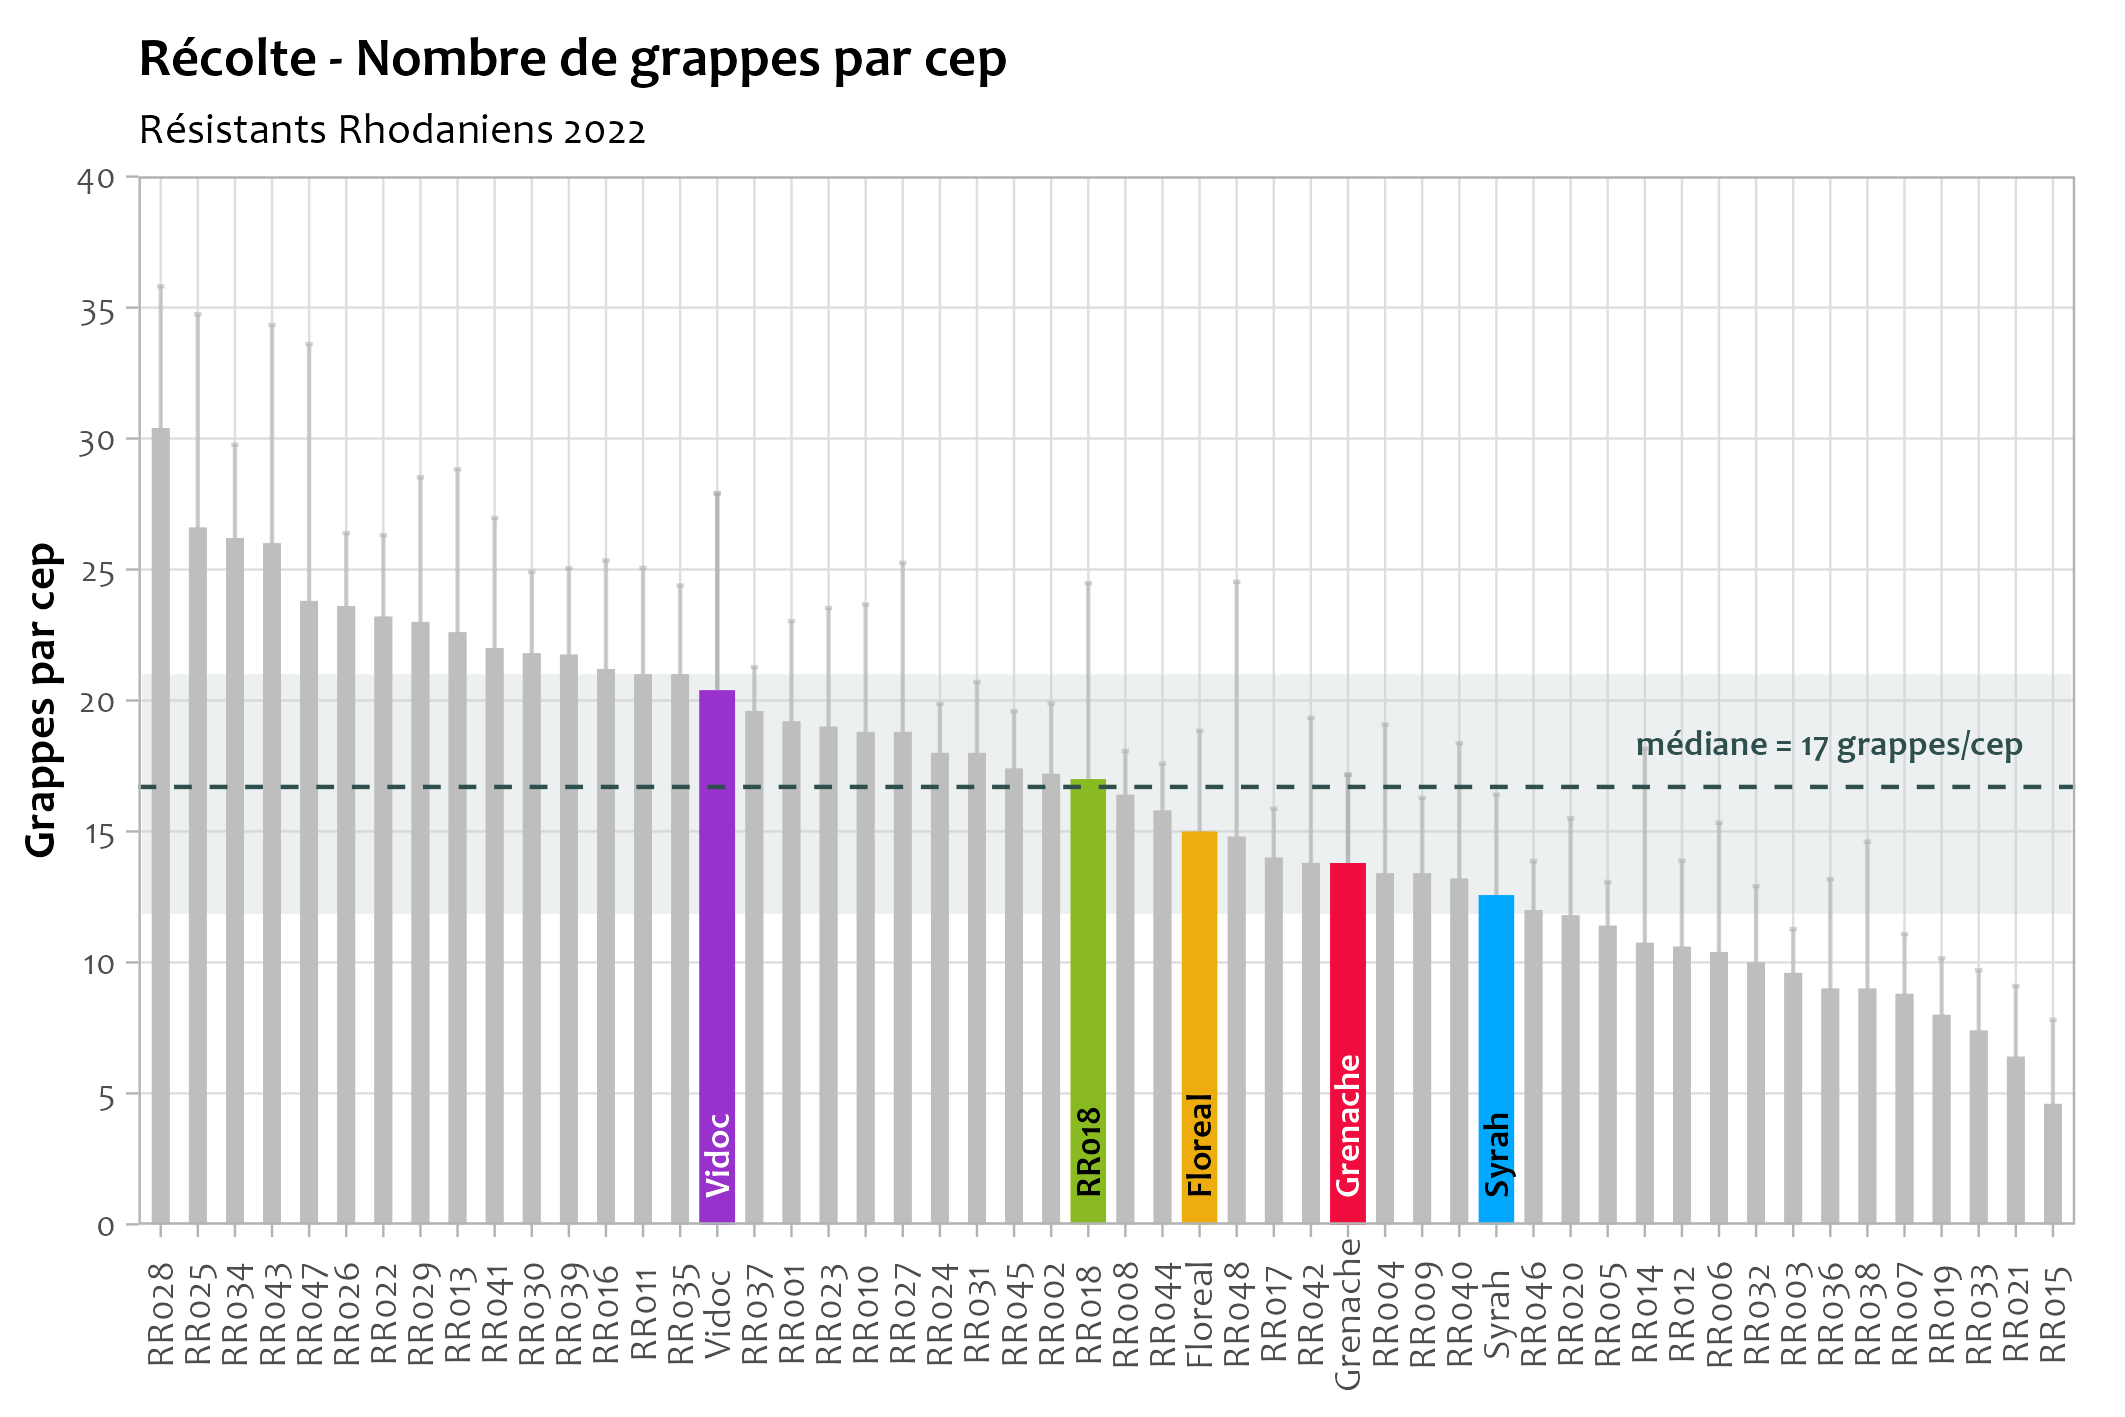 Récolte - Nombre de grappes par cep
Résistants Rhodaniens 2022
Grappes par cep
40
35
30
25
20
15
10
5
0
médiane = 17 grappes/cep
Vidoc
RR018
Floreal
Grenache
Syrah
RR028
RR025
RR034
RR043
RR047
RR026
RR022
RR029
RR013
RR041
RR030
RR039
RR016
RR011
RR035
Vidoc
RR037
RR001
RR023
RR010
RR027
RR024
RR031
RR045
RR002
RR018
RR008
RR044
Floreal
RR048
RR017
RR042
Grenache
RR004
RR009
RR040
Syrah
RR046
RR020
RR005
RR014
RR012
RR006
RR032
RR003
RR036
RR038
RR007
RR019
RR033
RR021
RR015